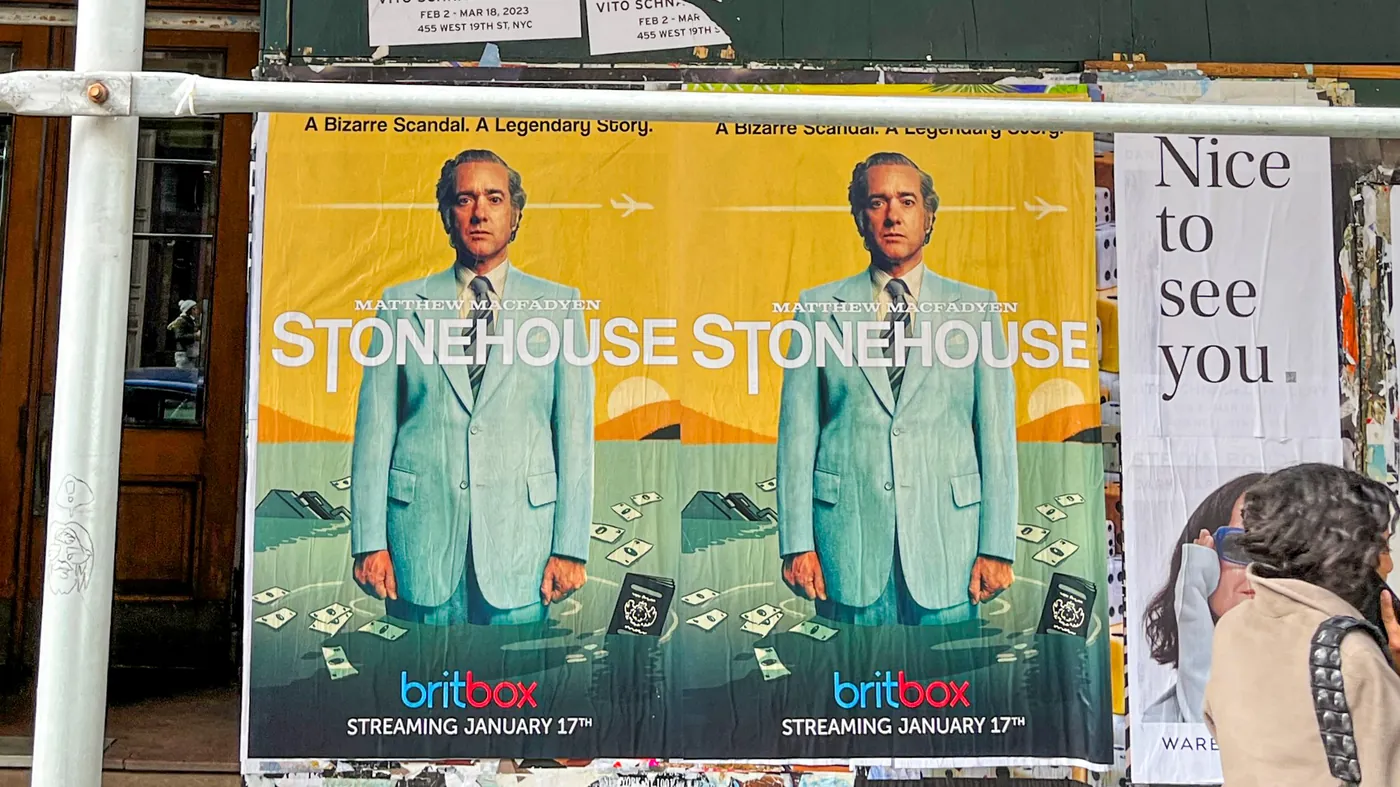 FEB 2 - MAR 18, 2023
455 WEST 19TH ST, NYC
VITO
FEB 2 - MAR
455 WEST 19TH
A Bizarre Scandal. A Legendary Story.
MATTHEW MACFADYEN
STONEHOUSE
britbox
STREAMING JANUARY 17TH
A Bizarre Scandal. A Legendary Story.
MATTHEW MACFADYEN
STONEHOUSE
britbox
STREAMING JANUARY 17TH
Nice
to
see
you.